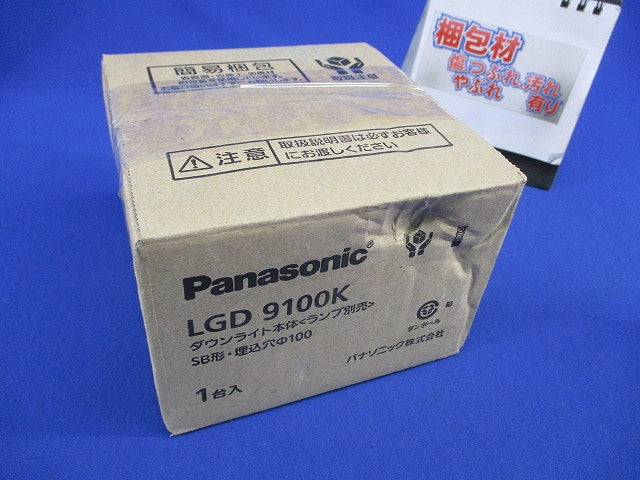 簡易梱包
取扱注意
注意
取扱説明書は必ずお客様
にお渡しください
Panasonic®
LGD 9100K
ダウンライト本体<ランプ別売>
SB形・埋込穴Φ100
1台入
ダンボール
パナソニック株式会社
梱包材
傷つぶれ、汚れ
やぶれ 有り